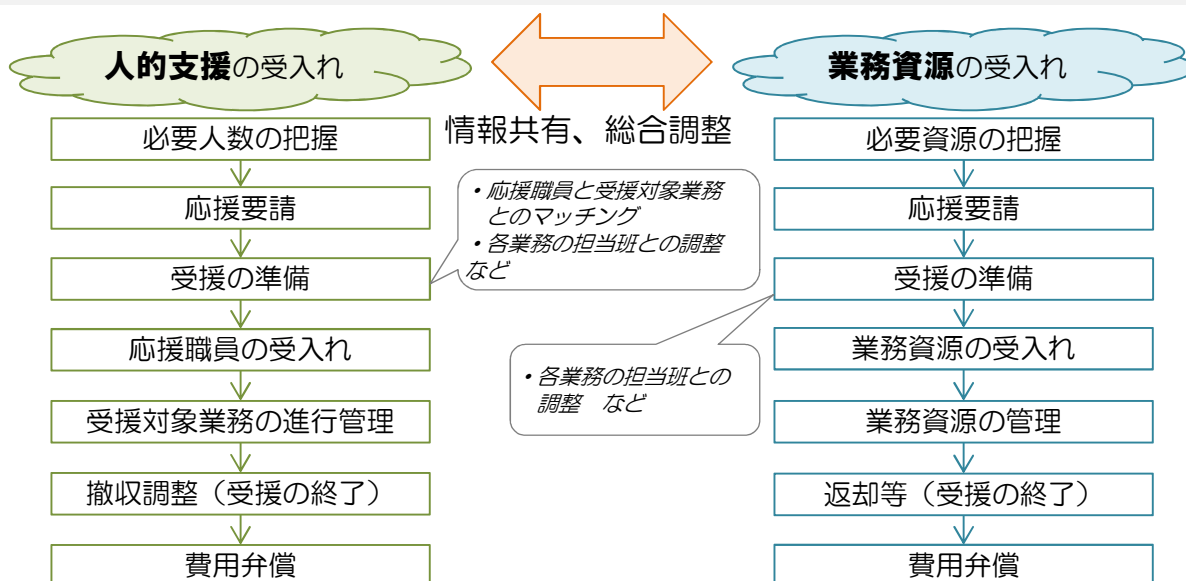 人的支援の受入れ
業務資源の受入れ
情報共有、総合調整
必要人数の把握
応援要請
受援の準備
応援職員の受入れ
受援対象業務の進行管理
撤収調整（受援の終了）
費用弁償
・応援職員と受援対象業務
とのマッチング
・各業務の担当班との調整
など
必要資源の把握
応援要請
受援の準備
業務資源の受入れ
業務資源の管理
返却等（受援の終了）
費用弁償
・各業務の担当班との
調整　など